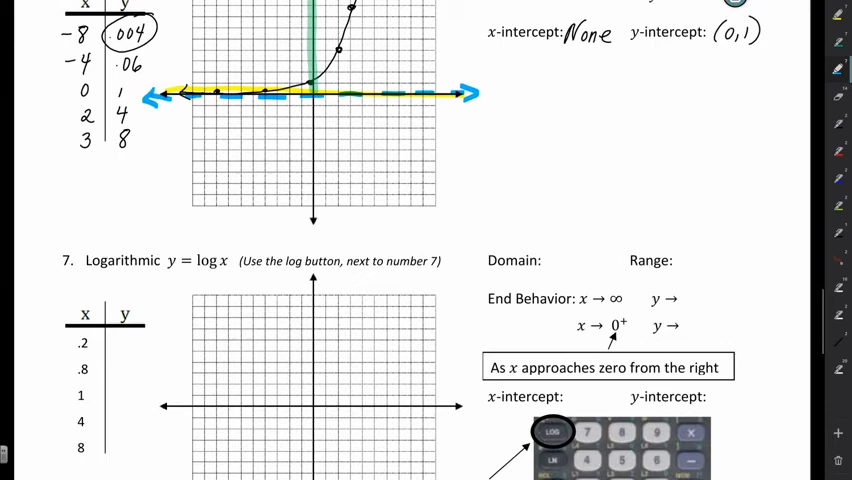 x y
-8 .004
-4 .06
0 1
2 4
3 8
x-intercept: None y-intercept: (0,1)
7. Logarithmic y = log x (Use the log button, next to number 7)
x y
.2
.8
1
4
8
Domain: Range:
End Behavior: x → ∞ y →
x → 0⁺ y →
As x approaches zero from the right
x-intercept: y-intercept:
LOG 7 8 9 ×
LN 4 5 6 −